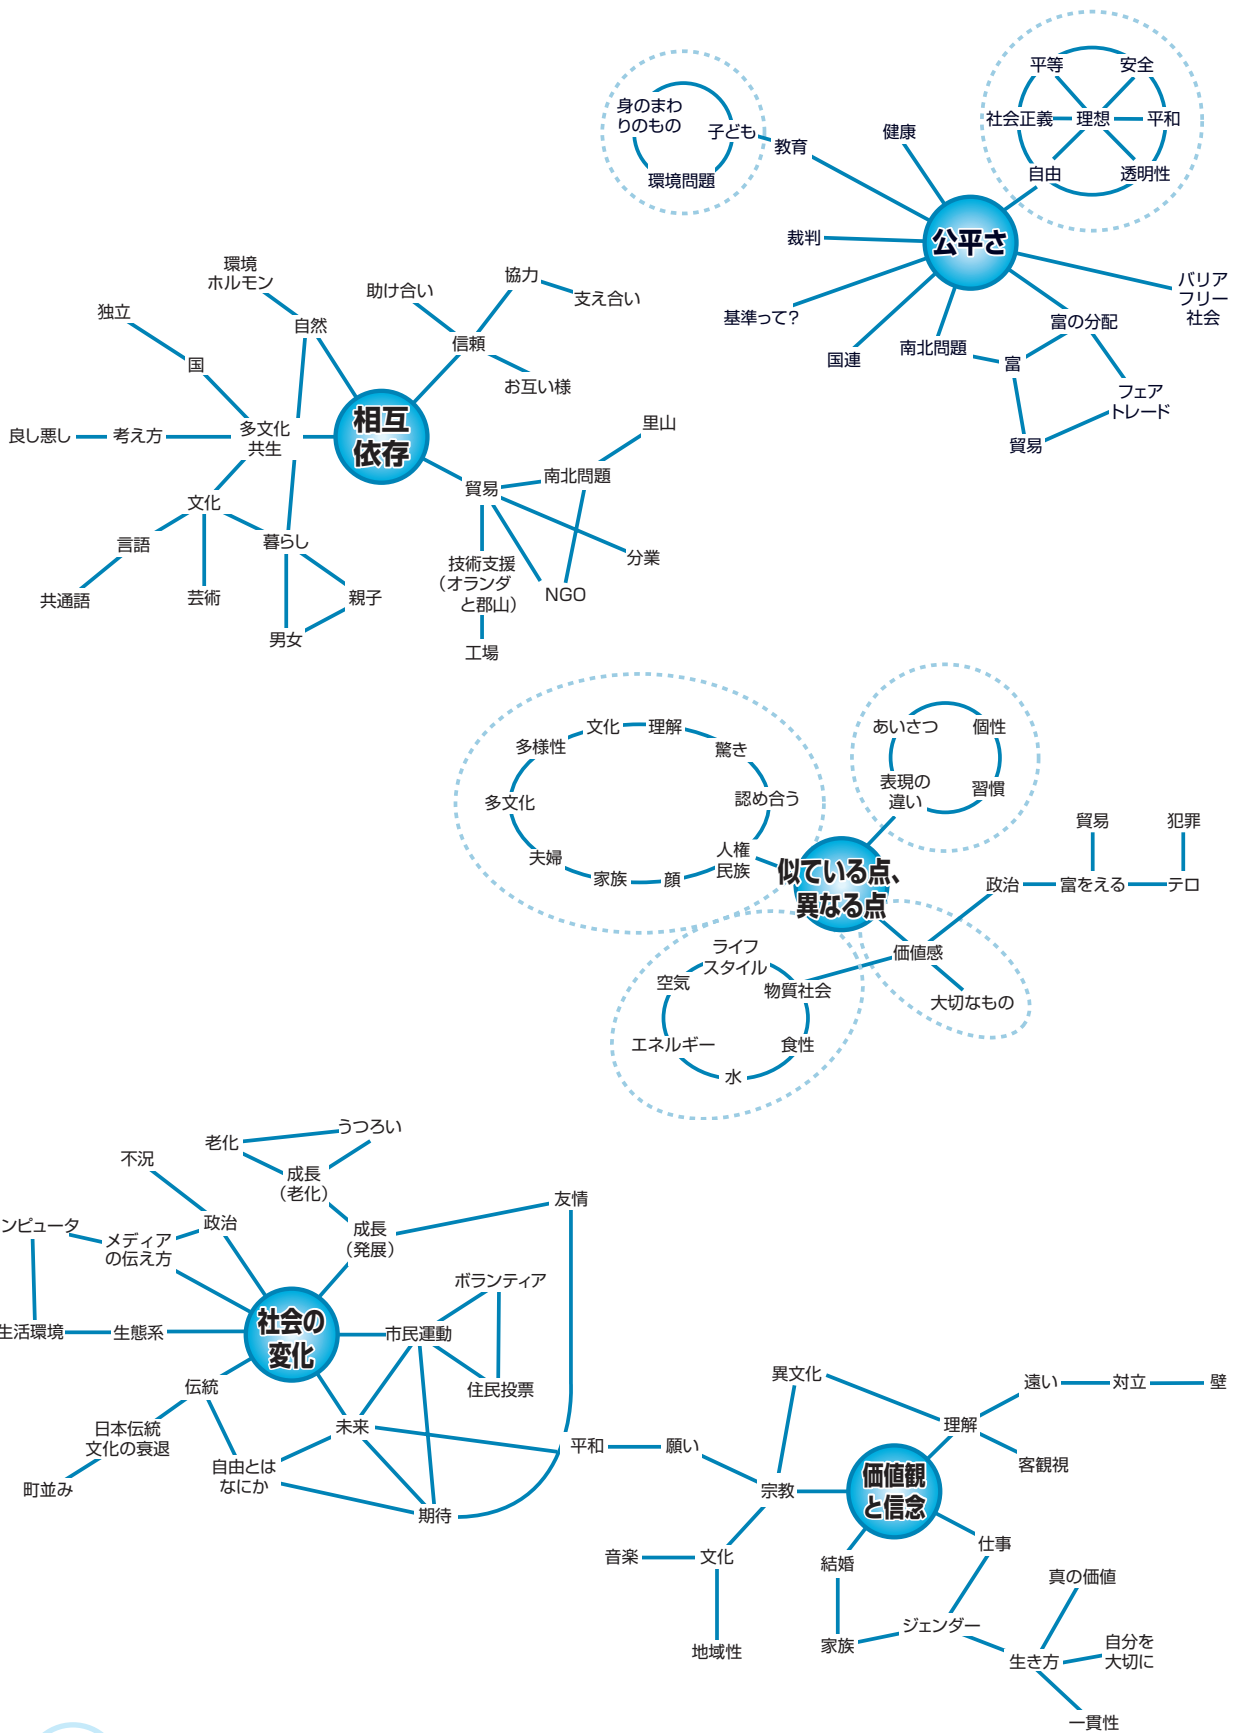 平等
安全
身のまわ
りのもの
子ども
社会正義
理想
平和
教育
健康
環境問題
自由
透明性
裁判
公平さ
基準って?
国連
南北問題
富の分配
富
バリア
フリー
社会
フェア
トレード
貿易
環境
ホルモン
助け合い
協力
支え合い
独立
自然
信頼
国
お互い様
良し悪し
考え方
多文化
共生
相互
依存
里山
文化
貿易
南北問題
言語
暮らし
技術支援
(オランダ
と郡山)
分業
共通語
芸術
親子
NGO
男女
工場
文化
理解
多様性
驚き
多文化
認め合う
夫婦
人権
民族
家族
顔
あいさつ
個性
表現の
違い
習慣
似ている点、
異なる点
貿易
犯罪
政治
富をえる
テロ
価値感
大切なもの
ライフ
スタイル
空気
物質社会
エネルギー
食性
水
老化
うつろい
不況
成長
(老化)
友情
ンピュータ
メディア
の伝え方
政治
成長
(発展)
ボランティア
生活環境
生態系
社会の
変化
市民運動
住民投票
伝統
日本伝統
文化の衰退
未来
町並み
自由とは
なにか
期待
平和
願い
異文化
遠い
対立
壁
理解
客観視
宗教
価値観
と信念
音楽
文化
結婚
仕事
地域性
家族
ジェンダー
真の価値
生き方
自分を
大切に
一貫性